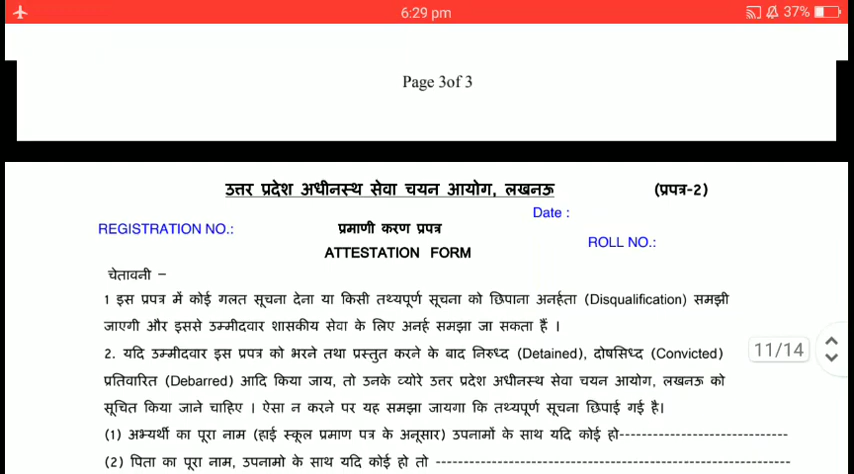 6:29 pm
37%
Page 3of 3
उत्तर प्रदेश अधीनस्थ सेवा चयन आयोग, लखनऊ (प्रपत्र-2)
Date :
REGISTRATION NO.: प्रमाणी करण प्रपत्र
ROLL NO.:
ATTESTATION FORM
चेतावनी –
1 इस प्रपत्र में कोई गलत सूचना देना या किसी तथ्यपूर्ण सूचना को छिपाना अनर्हता (Disqualification) समझी
जाएगी और इससे उम्मीदवार शासकीय सेवा के लिए अनर्ह समझा जा सकता हैं ।
2. यदि उम्मीदवार इस प्रपत्र को भरने तथा प्रस्तुत करने के बाद निरुध्द (Detained), दोषसिध्द (Convicted)
11/14
प्रतिवारित (Debarred) आदि किया जाय, तो उनके व्योरे उत्तर प्रदेश अधीनस्थ सेवा चयन आयोग, लखनऊ को
सूचित किया जाने चाहिए । ऐसा न करने पर यह समझा जायगा कि तथ्यपूर्ण सूचना छिपाई गई है।
(1) अभ्यर्थी का पूरा नाम (हाई स्कूल प्रमाण पत्र के अनूसार) उपनामों के साथ यदि कोई हो------------------------------
(2) पिता का पूरा नाम, उपनामो के साथ यदि कोई हो तो ---------------------------------------------------